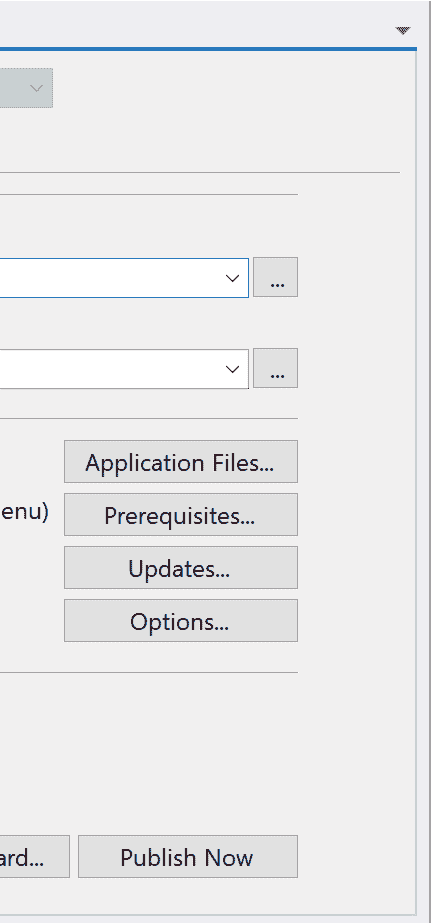 ...
...
Application Files...
enu) Prerequisites...
Updates...
Options...
ard... Publish Now